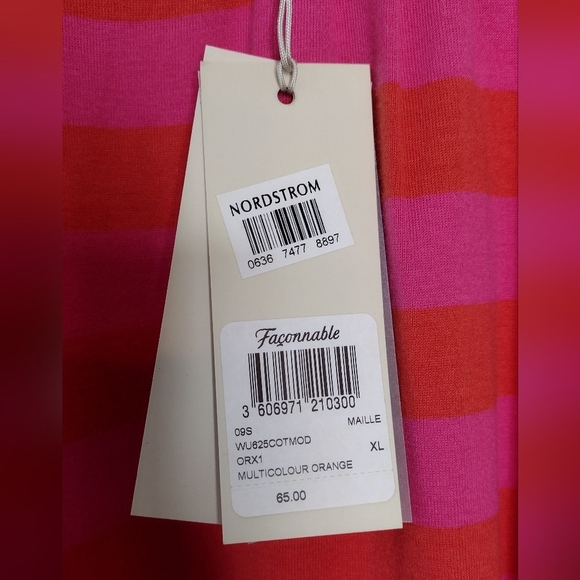 NORDSTROM
0636 7477 8897
Façonnable
3 606971 210300
09S MAILLE
WU625COTMOD
ORX1 XL
MULTICOLOUR ORANGE
65.00